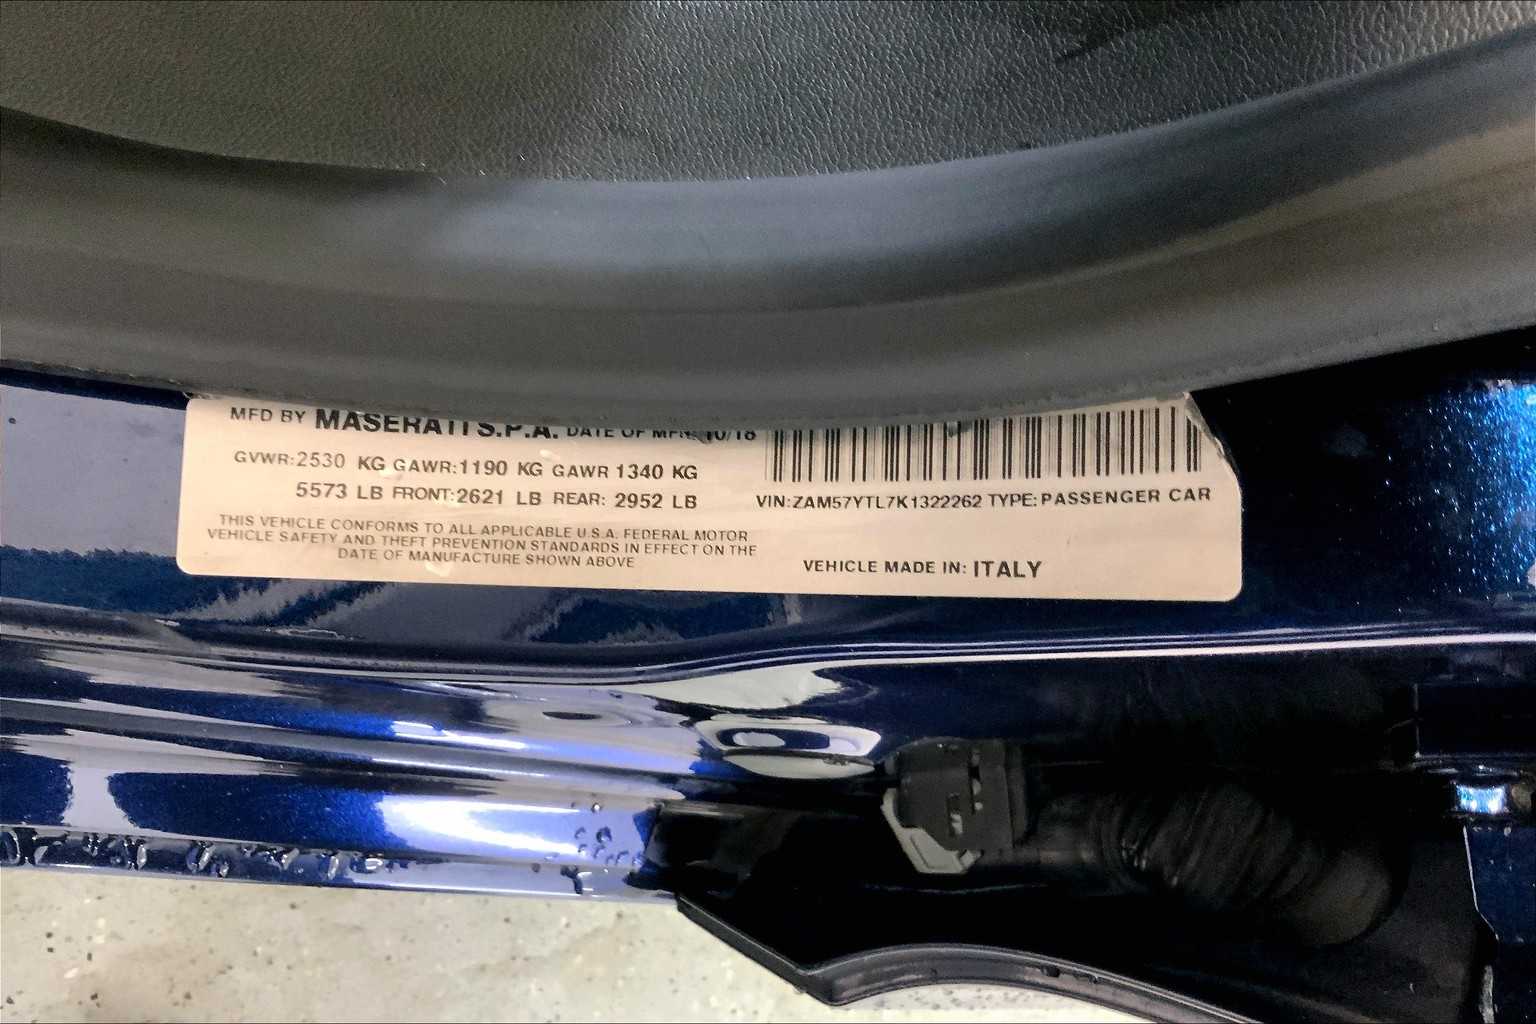 MFD BY MASERATI S.P.A. DATE OF MFN: 10/18
GVWR:2530 KG GAWR:1190 KG GAWR 1340 KG
5573 LB FRONT:2621 LB REAR: 2952 LB
VIN:ZAM57YTL7K1322262 TYPE:PASSENGER CAR
THIS VEHICLE CONFORMS TO ALL APPLICABLE U.S.A. FEDERAL MOTOR
VEHICLE SAFETY AND THEFT PREVENTION STANDARDS IN EFFECT ON THE
DATE OF MANUFACTURE SHOWN ABOVE
VEHICLE MADE IN: ITALY